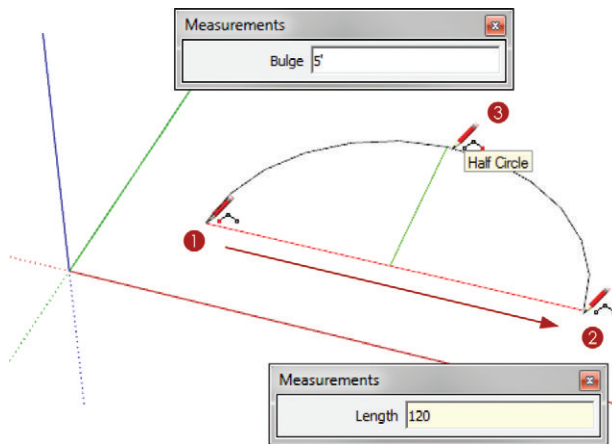 Measurements
Bulge 5'
3
Half Circle
1
2
Measurements
Length 120